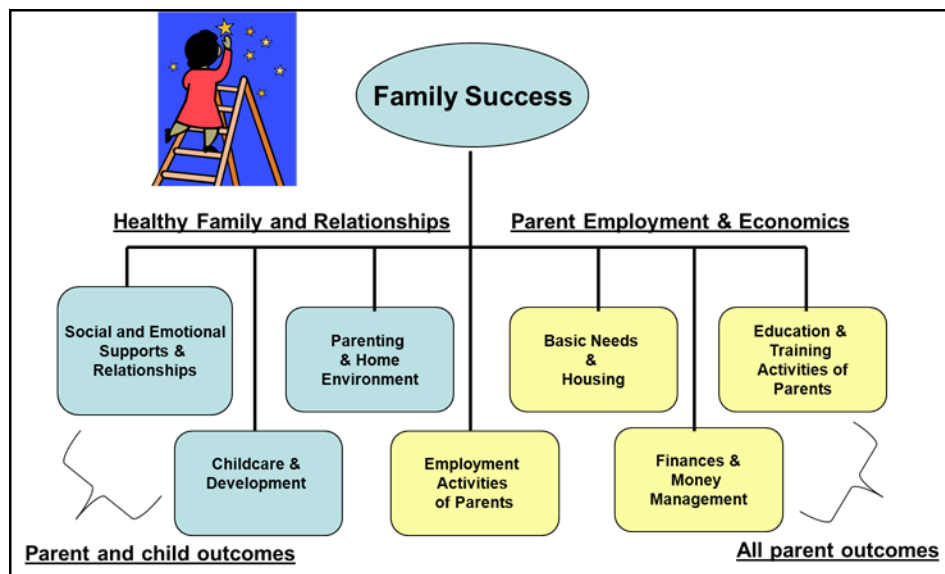 Family Success
Healthy Family and Relationships
Parent Employment & Economics
Social and Emotional
Supports &
Relationships
Parenting
& Home
Environment
Basic Needs
&
Housing
Education &
Training
Activities of
Parents
Childcare &
Development
Employment
Activities
of Parents
Finances &
Money
Management
Parent and child outcomes
All parent outcomes